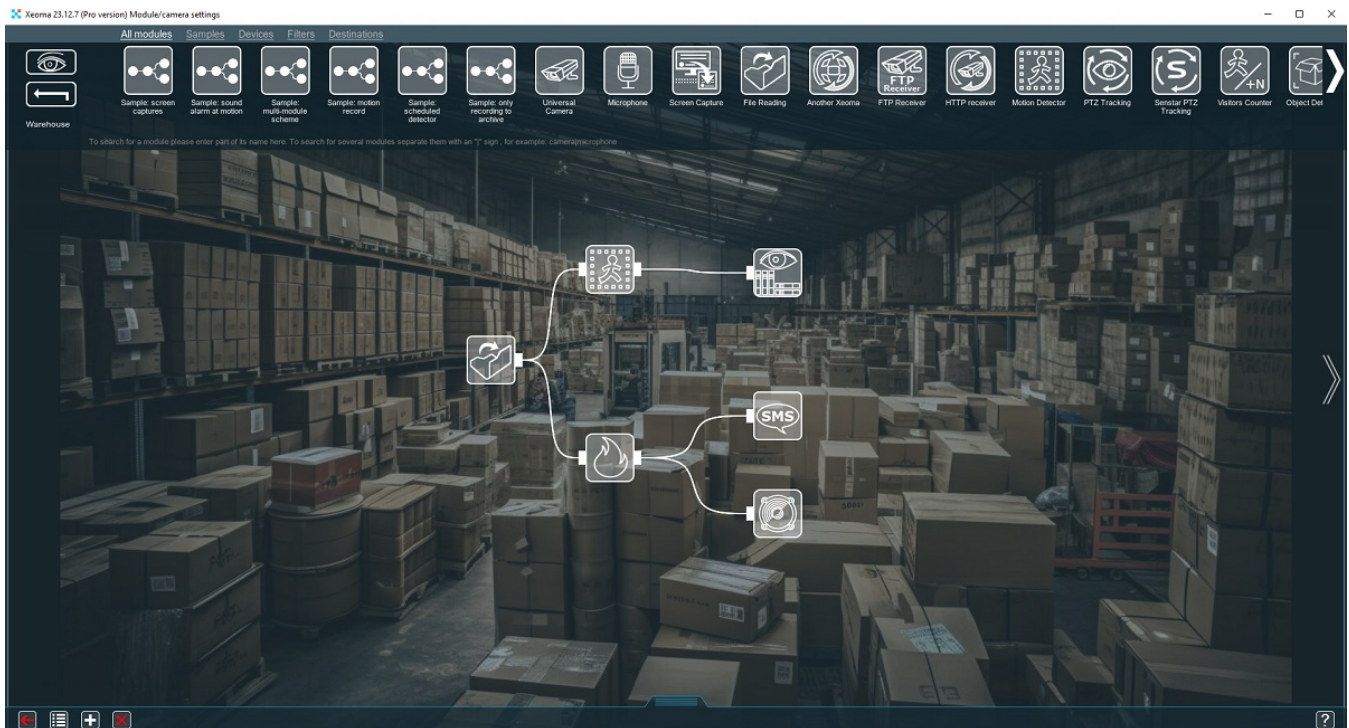 Xeoma 23.12.7 (Pro version) Module/camera settings
All modules Samples Devices Filters Destinations
FTP
Receiver
S
+N
Sample: screen
captures
Sample: sound
alarm at motion
Sample:
multi-module
scheme
Sample: motion
record
Sample:
scheduled
detector
Sample: only
recording to
archive
Universal
Camera
Microphone
Screen Capture
File Reading
Another Xeoma
FTP Receiver
HTTP receiver
Motion Detector
PTZ Tracking
Senstar PTZ
Tracking
Visitors Counter
Object Det
Warehouse
To search for a module please enter part of its name here. To search for several modules separate them with an "|" sign , for example: camera|microphone
SMS
?